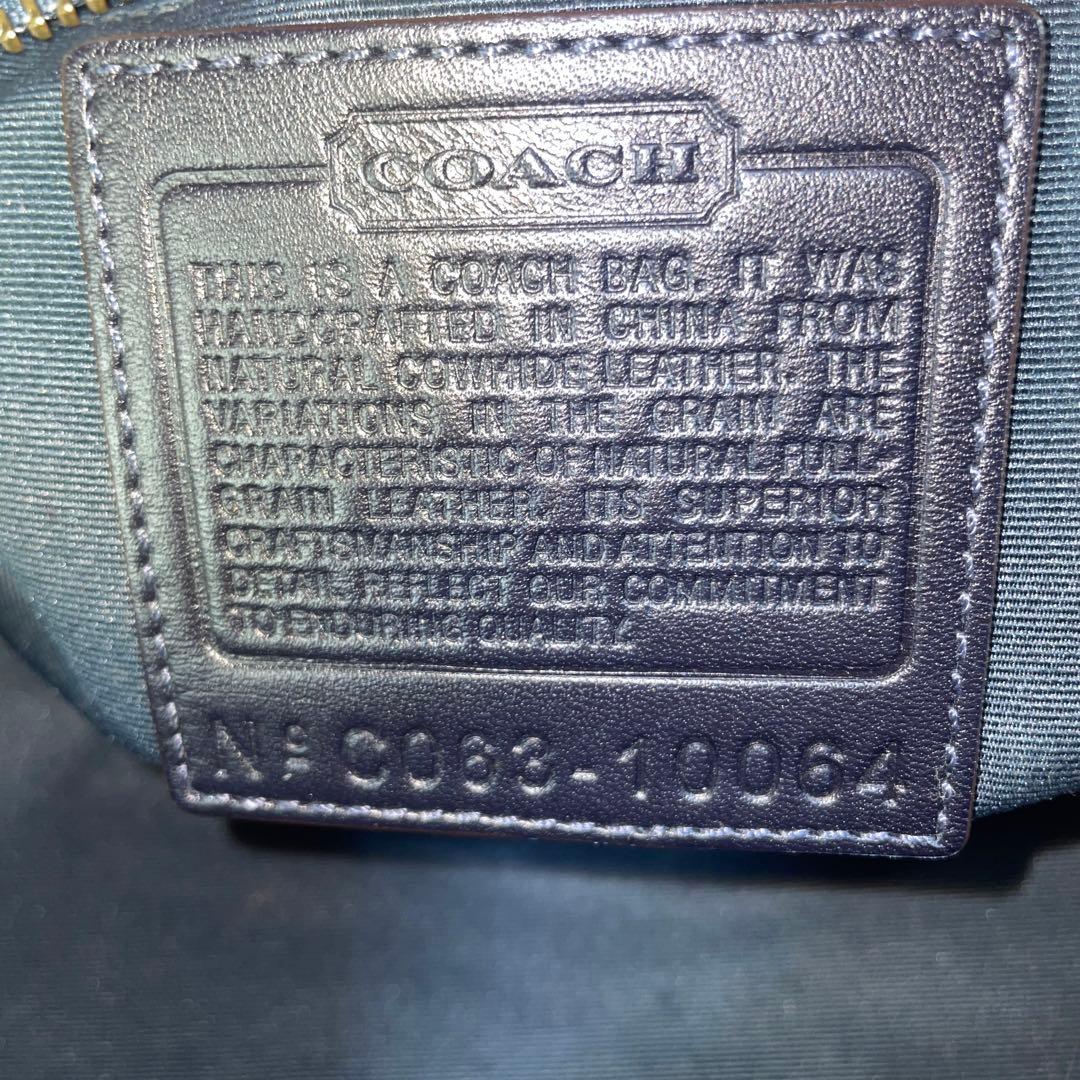 COACH
THIS IS A COACH BAG. IT WAS
HANDCRAFTED IN CHINA FROM
NATURAL COWHIDE LEATHER. THE
VARIATIONS IN THE GRAIN ARE
CHARACTERISTIC OF NATURAL FULL-
GRAIN LEATHER. ITS SUPERIOR
CRAFTSMANSHIP AND ATTENTION TO
DETAIL REFLECT OUR COMMITMENT
TO ENDURING QUALITY.
Nº C063-10064